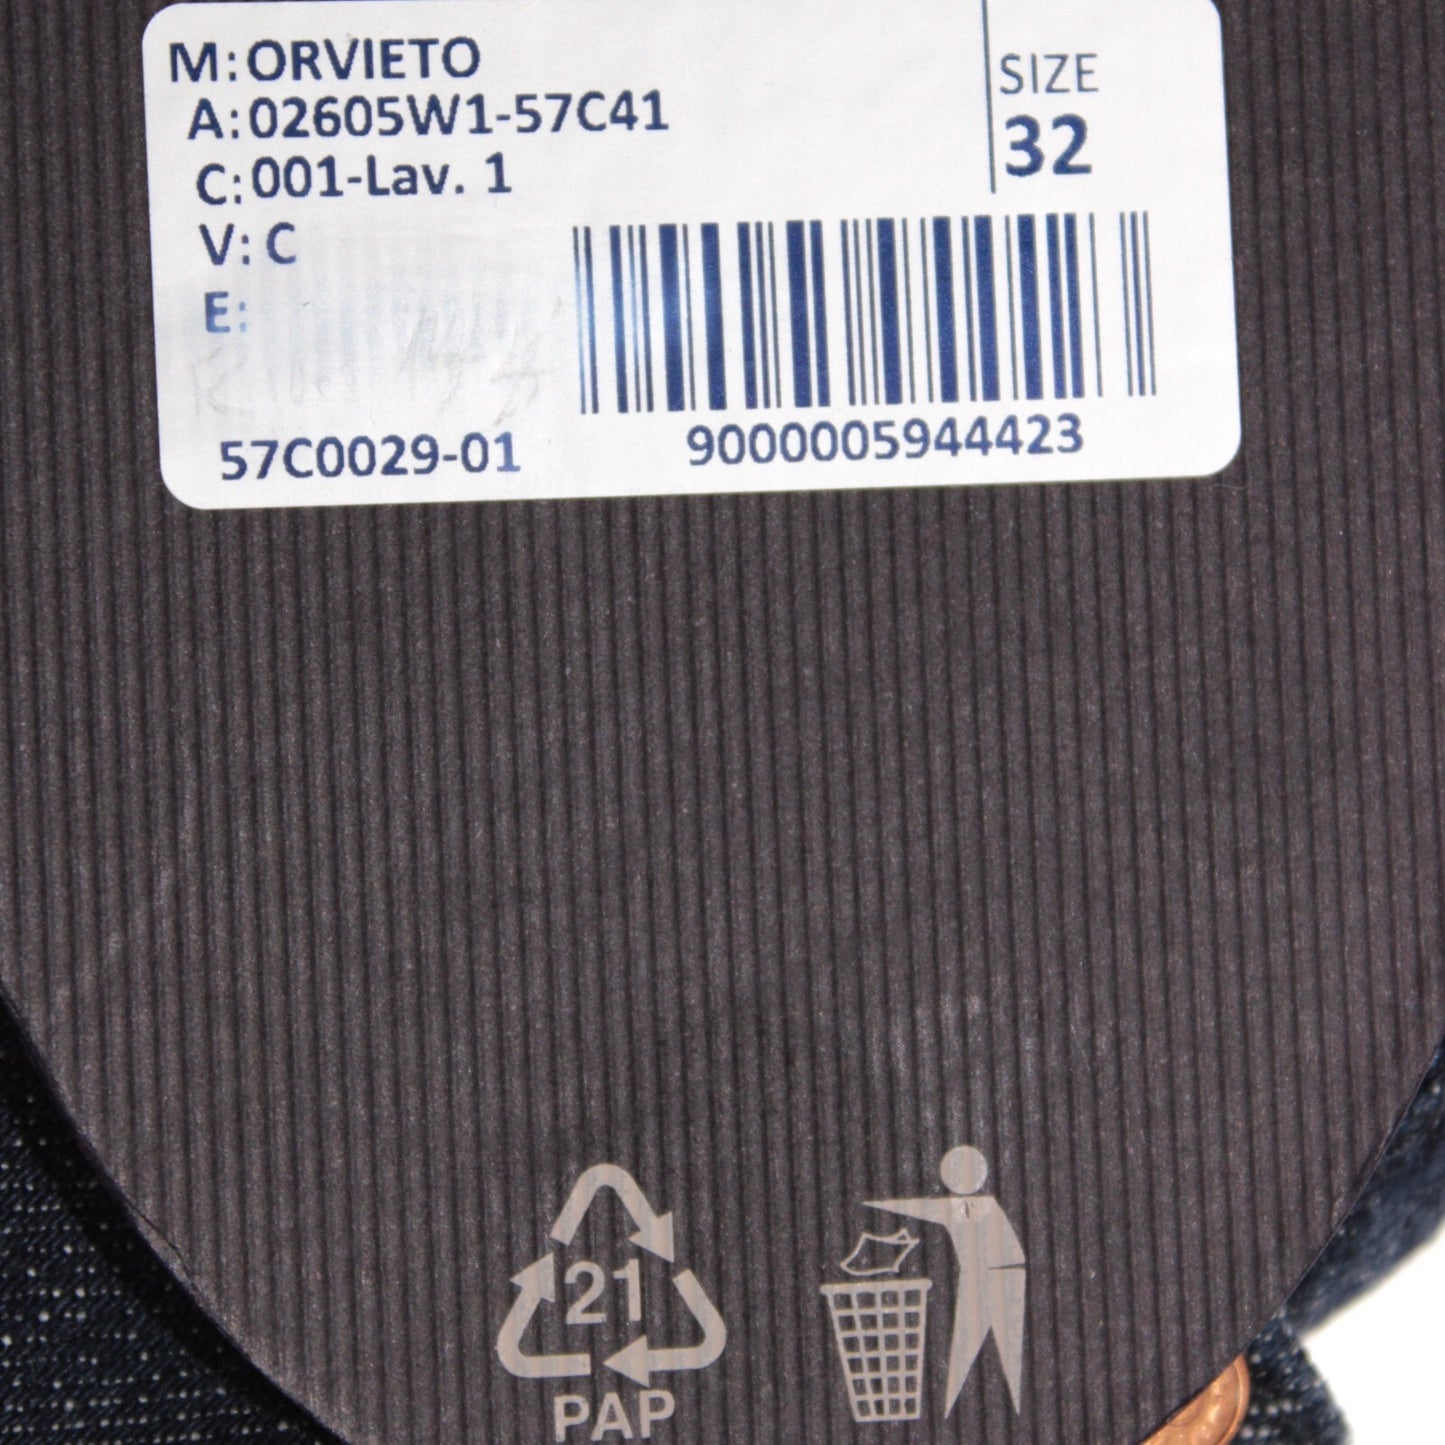 M: ORVIETO
A: 02605W1-57C41
C: 001-Lav. 1
V: C
E:
SIZE
32
57C0029-01
9000005944423
21
PAP